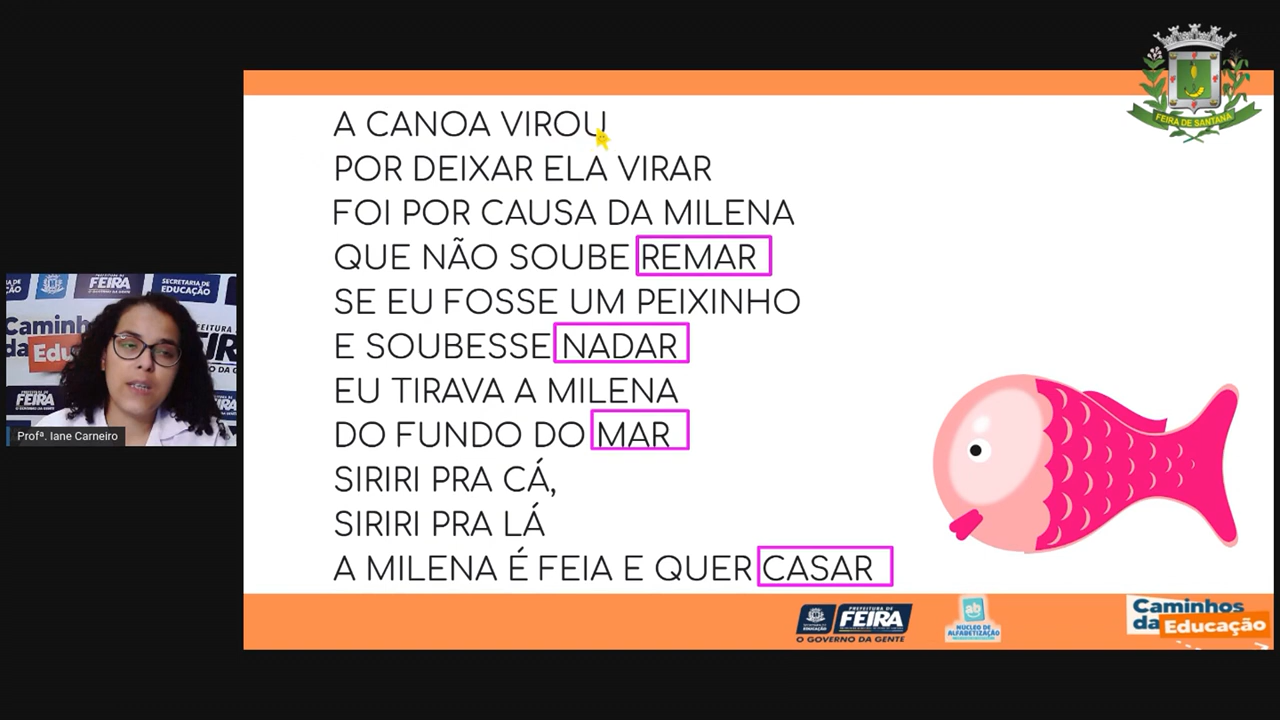 FEIRA DE SANTANA
A CANOA VIROU
POR DEIXAR ELA VIRAR
FOI POR CAUSA DA MILENA
QUE NÃO SOUBE REMAR
SE EU FOSSE UM PEIXINHO
E SOUBESSE NADAR
EU TIRAVA A MILENA
DO FUNDO DO MAR
SIRIRI PRA CÁ,
SIRIRI PRA LÁ
A MILENA É FEIA E QUER CASAR
FEIRA
SECRETARIA DE
EDUCAÇÃO
Caminh
da Edu
FEIRA
Profª. Iane Carneiro
PREFEITURA DE
FEIRA
O GOVERNO DA GENTE
ab
NÚCLEO DE
ALFABETIZAÇÃO
Caminhos
da Educação